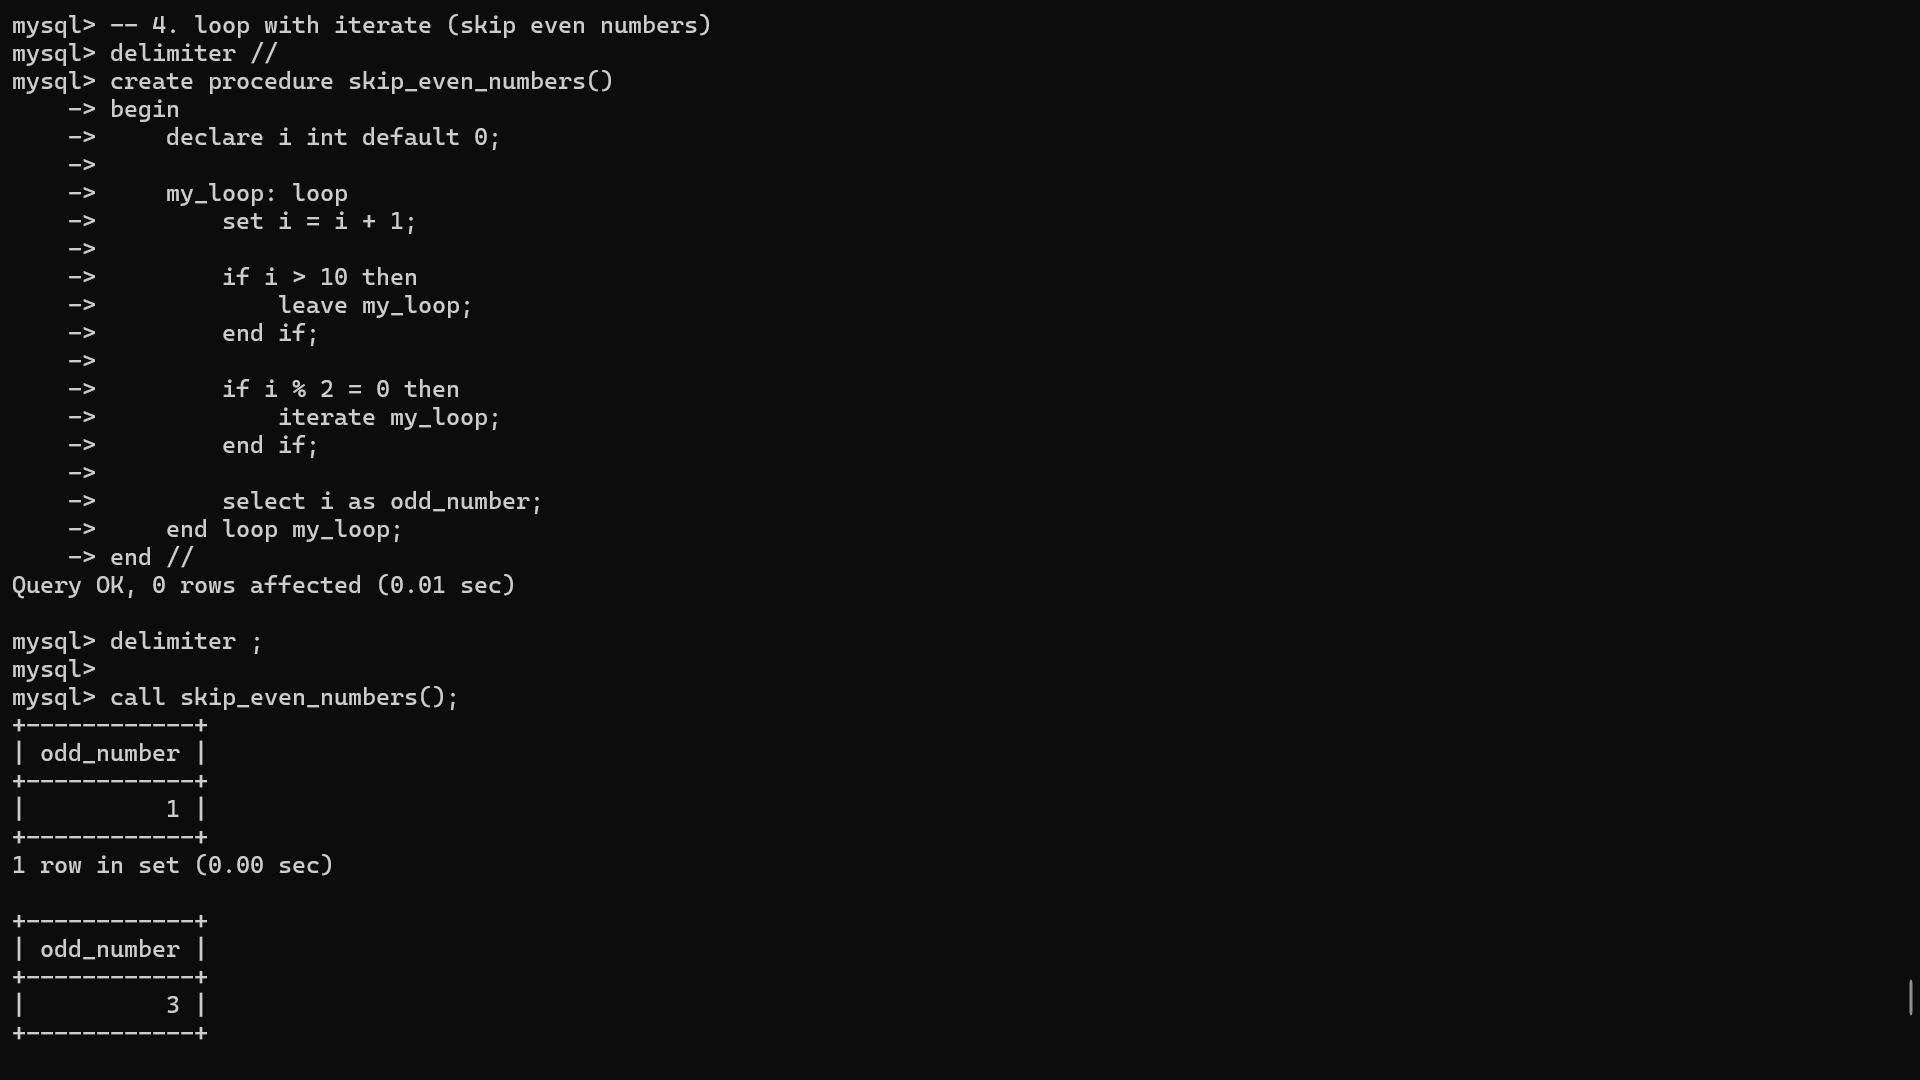 mysql> -- 4. loop with iterate (skip even numbers)
mysql> delimiter //
mysql> create procedure skip_even_numbers()
    -> begin
    ->     declare i int default 0;
    ->
    ->     my_loop: loop
    ->         set i = i + 1;
    ->
    ->         if i > 10 then
    ->             leave my_loop;
    ->         end if;
    ->
    ->         if i % 2 = 0 then
    ->             iterate my_loop;
    ->         end if;
    ->
    ->         select i as odd_number;
    ->     end loop my_loop;
    -> end //
Query OK, 0 rows affected (0.01 sec)

mysql> delimiter ;
mysql>
mysql> call skip_even_numbers();
+------------+
| odd_number |
+------------+
|          1 |
+------------+
1 row in set (0.00 sec)

+------------+
| odd_number |
+------------+
|          3 |
+------------+